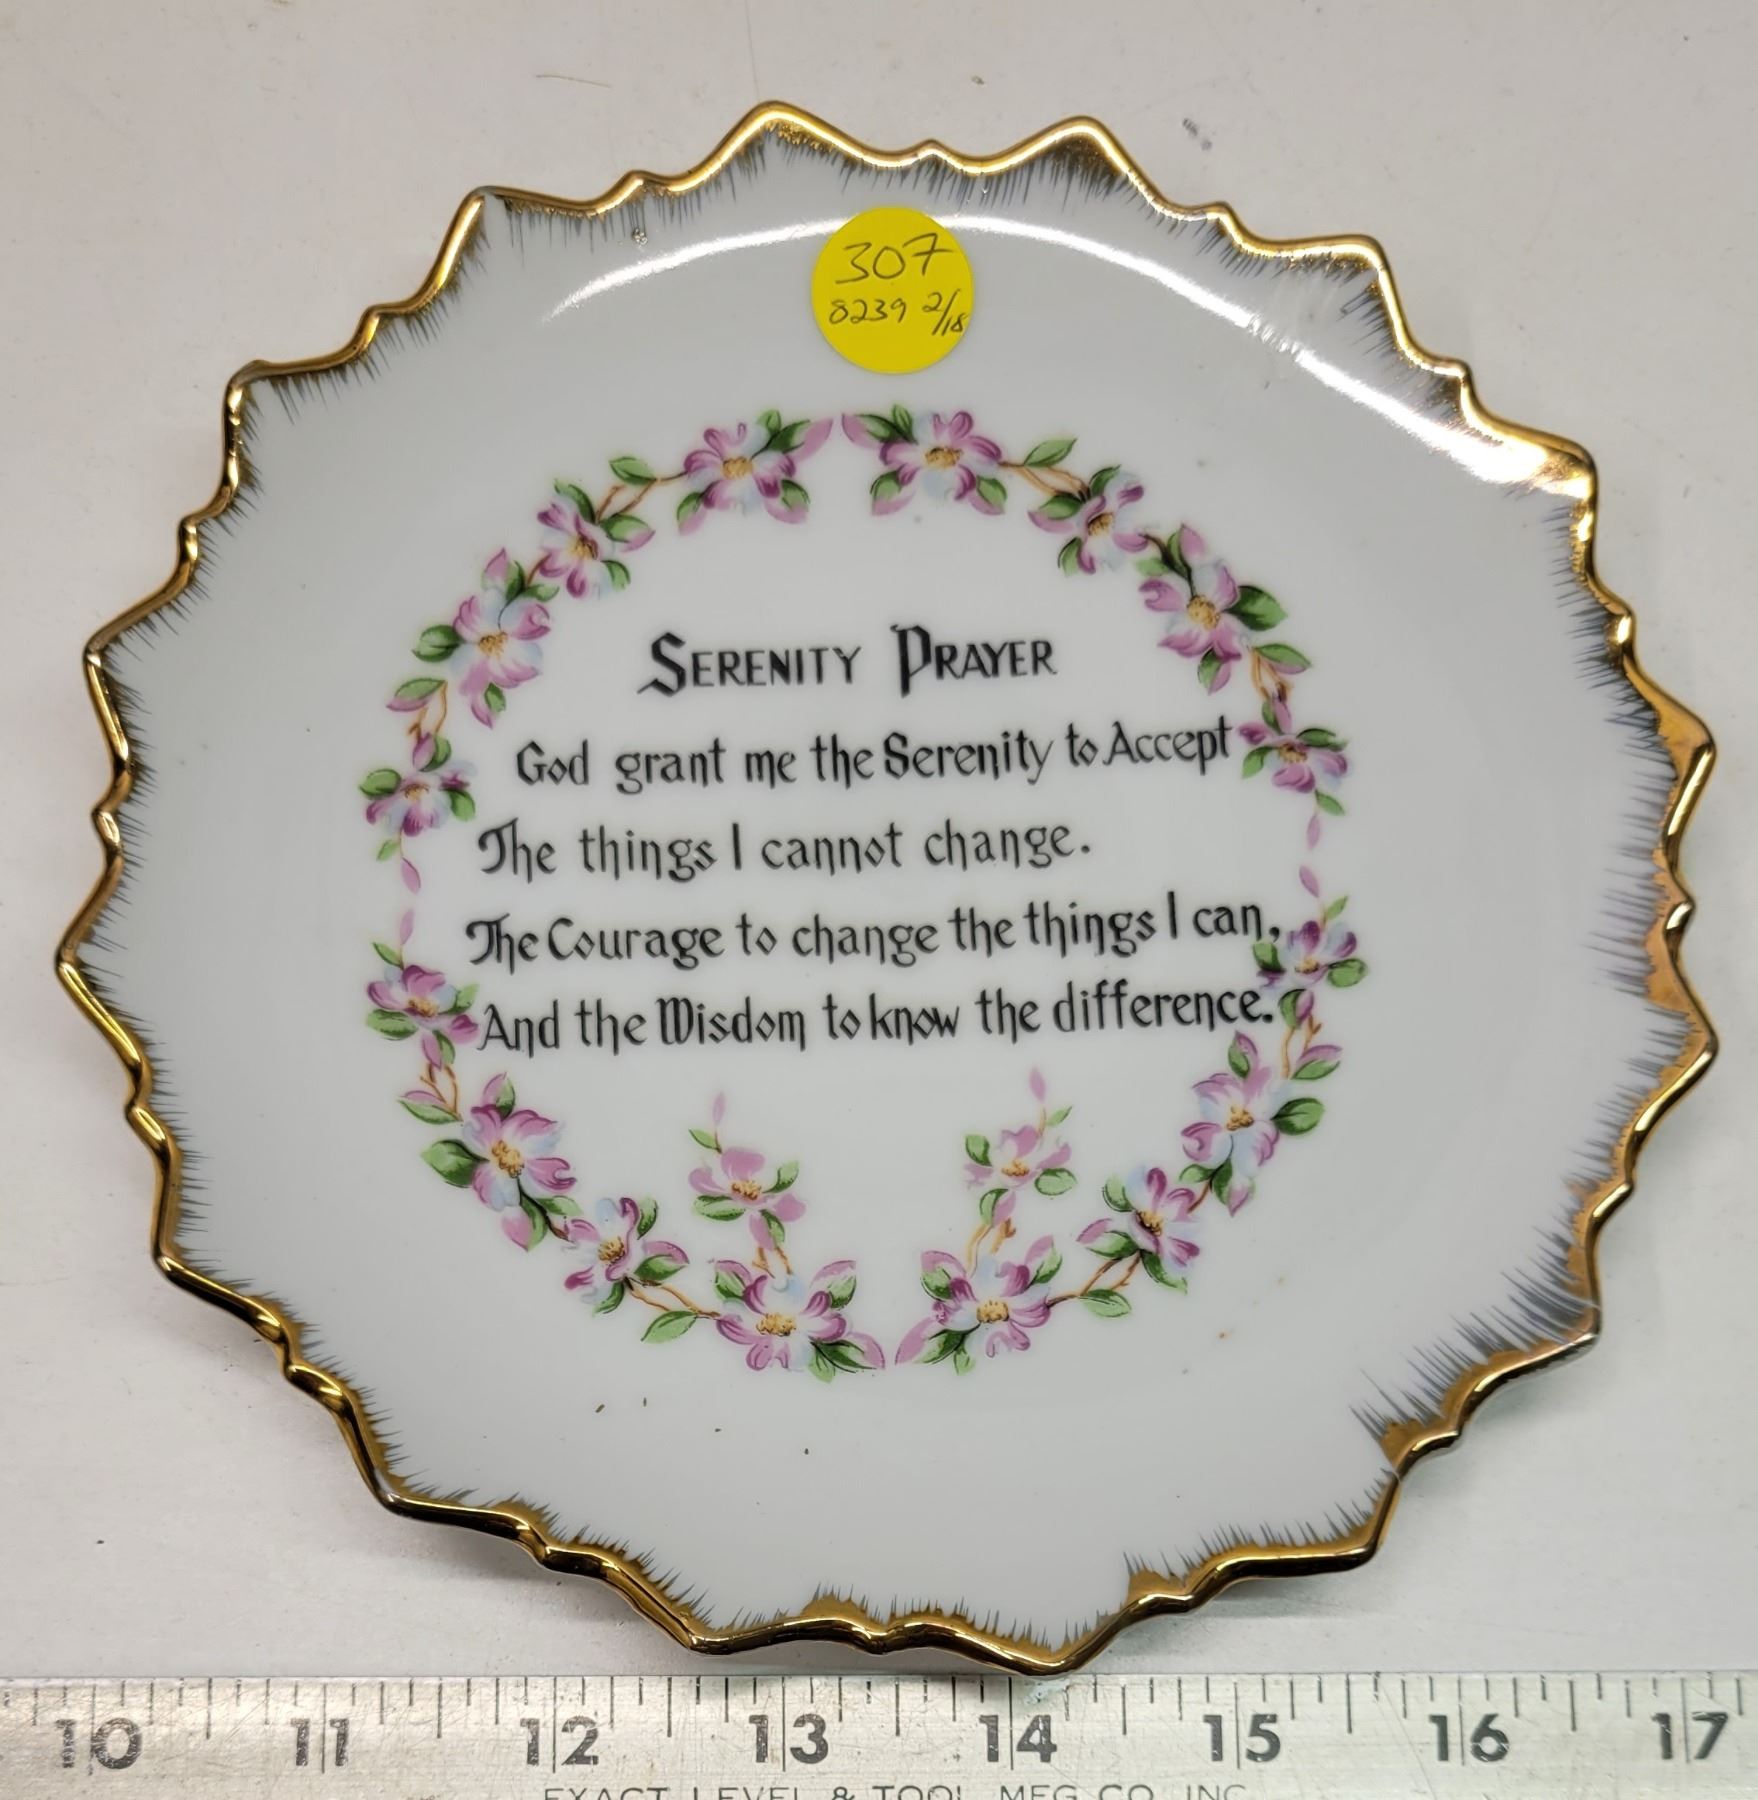 307
8239 2/18
SERENITY PRAYER
God grant me the Serenity to Accept
The things I cannot change.
The Courage to change the things I can,
And the Wisdom to know the difference.
10 11 12 13 14 15 16 17
EXACT LEVEL & TOOL MFG CO INC